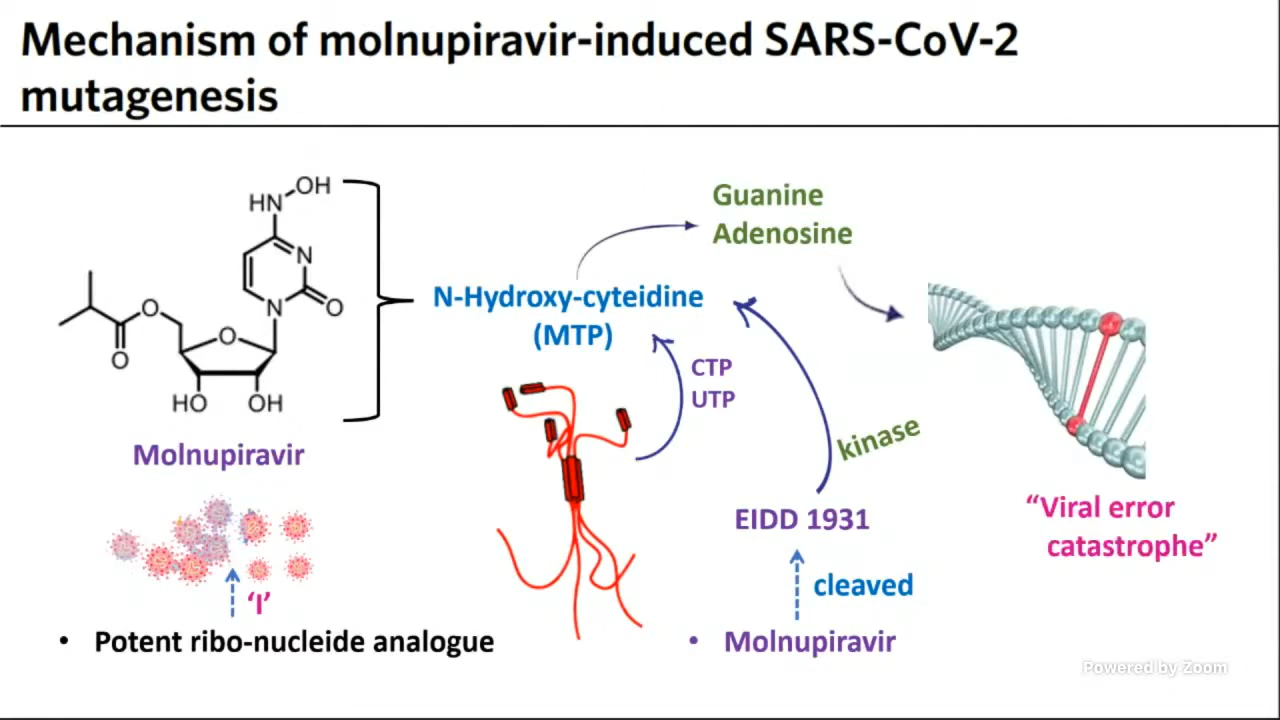 Mechanism of molnupiravir-induced SARS-CoV-2
mutagenesis
OH
HN
N
N
O
O
O
O
HO
OH
Molnupiravir
'I'
• Potent ribo-nucleide analogue
Guanine
Adenosine
N-Hydroxy-cyteidine
(MTP)
CTP
UTP
kinase
EIDD 1931
cleaved
• Molnupiravir
"Viral error
catastrophe"
Powered by Zoom